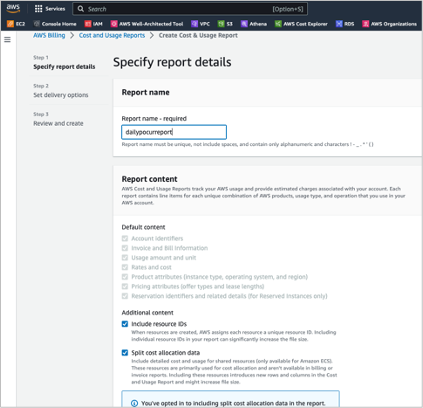 aws
Services
Search
[Option+S]
EC2
Console Home
IAM
AWS Well-Architected Tool
VPC
S3
Athena
AWS Cost Explorer
RDS
AWS Organizations
AWS Billing > Cost and Usage Reports > Create Cost & Usage Report
Step 1
Specify report details
Step 2
Set delivery options
Step 3
Review and create
Specify report details
Report name
Report name - required
dailypocurreport
Report name must be unique, not include spaces, and contain only alphanumeric and characters ! - _ . * ' ( )
Report content
AWS Cost and Usage Reports track your AWS usage and provide estimated charges associated with your account. Each
report contains line items for each unique combination of AWS products, usage type, and operation that you use in your
AWS account.
Default content
Account identifiers
Invoice and Bill Information
Usage amount and unit
Rates and cost
Product attributes (instance type, operating system, and region)
Pricing attributes (offer types and lease lengths)
Reservation identifiers and related details (for Reserved Instances only)
Additional content
Include resource IDs
When resources are created, AWS assigns each resource a unique resource ID. Including
individual resource IDs in your report can significantly increase the file size.
Split cost allocation data
Include detailed cost and usage for shared resources (only available for Amazon ECS).
These resources are primarily used for cost allocation and aren't available in billing or
invoice reports. Including these resources introduces new rows and columns in the Cost
and Usage Report and might increase file size.
You've opted in to including split cost allocation data in the report.